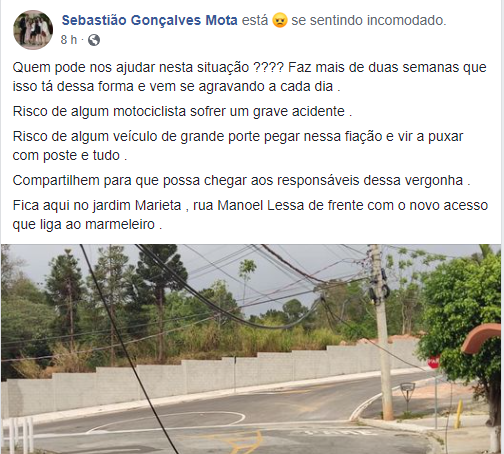 Sebastião Gonçalves Mota está 😠 se sentindo incomodado.
8 h ·
Quem pode nos ajudar nesta situação ???? Faz mais de duas semanas que
isso tá dessa forma e vem se agravando a cada dia .
Risco de algum motociclista sofrer um grave acidente .
Risco de algum veículo de grande porte pegar nessa fiação e vir a puxar
com poste e tudo .
Compartilhem para que possa chegar aos responsáveis dessa vergonha .
Fica aqui no jardim Marieta , rua Manoel Lessa de frente com o novo acesso
que liga ao marmeleiro .